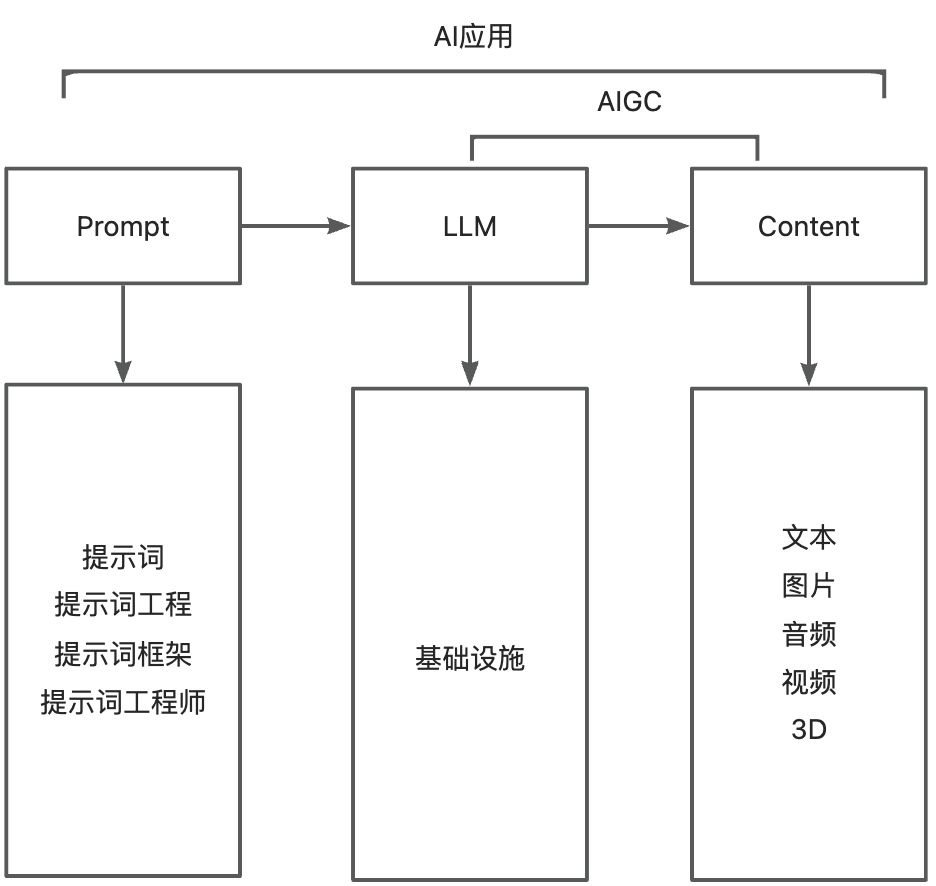 AI应用
AIGC
Prompt
LLM
Content
提示词
提示词工程
提示词框架
提示词工程师
基础设施
文本
图片
音频
视频
3D